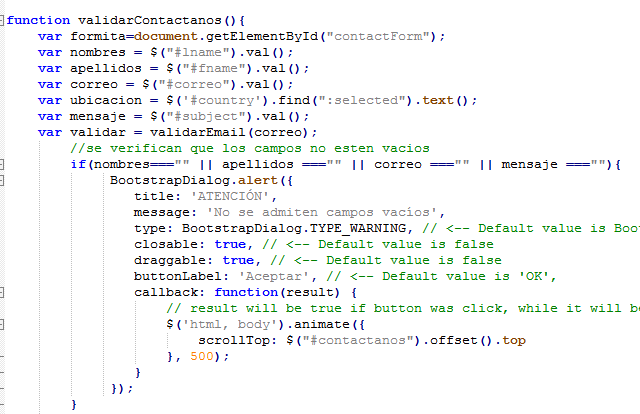 function validarContactanos(){
var formita=document.getElementById("contactForm");
var nombres = $("#lname").val();
var apellidos = $("#fname").val();
var correo = $("#correo").val();
var ubicacion = $('#country').find(":selected").text();
var mensaje = $("#subject").val();
var validar = validarEmail(correo);
//se verifican que los campos no esten vacios
if(nombres==="" || apellidos ==="" || correo ==="" || mensaje ===""){
BootstrapDialog.alert({
title: 'ATENCIÓN',
message: 'No se admiten campos vacíos',
type: BootstrapDialog.TYPE_WARNING, // <-- Default value is Boo
closable: true, // <-- Default value is false
draggable: true, // <-- Default value is false
buttonLabel: 'Aceptar', // <-- Default value is 'OK',
callback: function(result) {
// result will be true if button was click, while it will be
$('html, body').animate({
scrollTop: $("#contactanos").offset().top
}, 500);
}
});
}